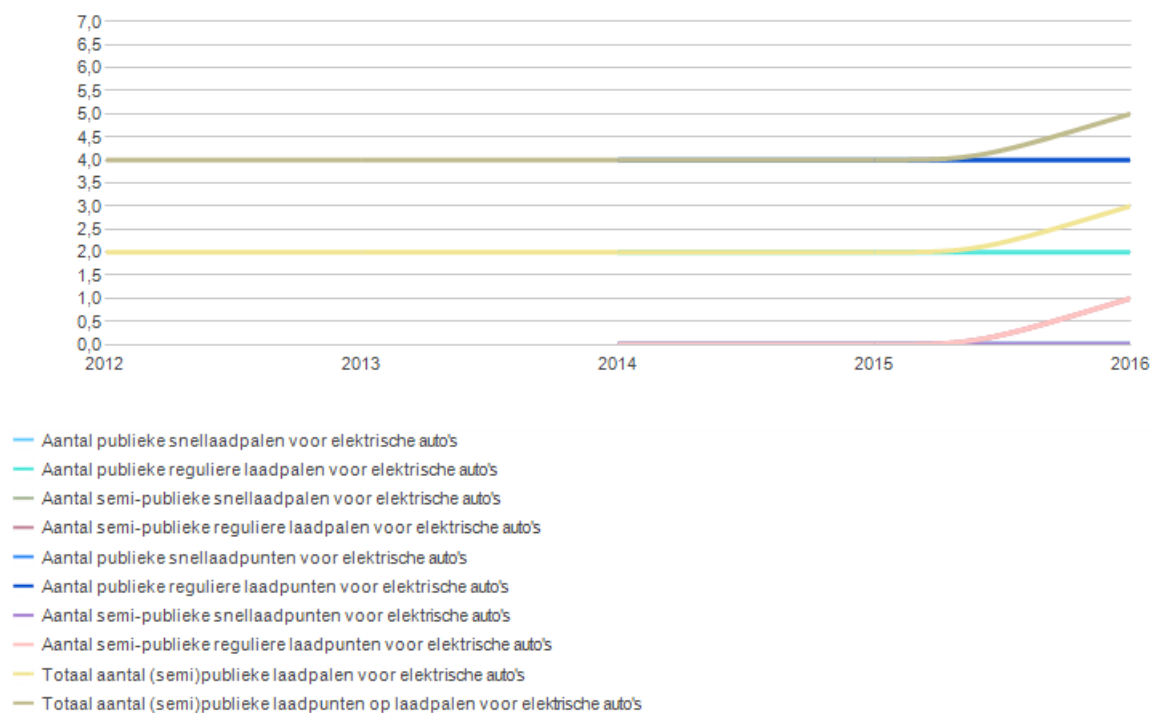 7,0
6,5
6,0
5,5
5,0
4,5
4,0
3,5
3,0
2,5
2,0
1,5
1,0
0,5
0,0
2012 2013 2014 2015 2016
Aantal publieke snellaadpalen voor elektrische auto's
Aantal publieke reguliere laadpalen voor elektrische auto's
Aantal semi-publieke snellaadpalen voor elektrische auto's
Aantal semi-publieke reguliere laadpalen voor elektrische auto's
Aantal publieke snellaadpunten voor elektrische auto's
Aantal publieke reguliere laadpunten voor elektrische auto's
Aantal semi-publieke snellaadpunten voor elektrische auto's
Aantal semi-publieke reguliere laadpunten voor elektrische auto's
Totaal aantal (semi)publieke laadpalen voor elektrische auto's
Totaal aantal (semi)publieke laadpunten op laadpalen voor elektrische auto's